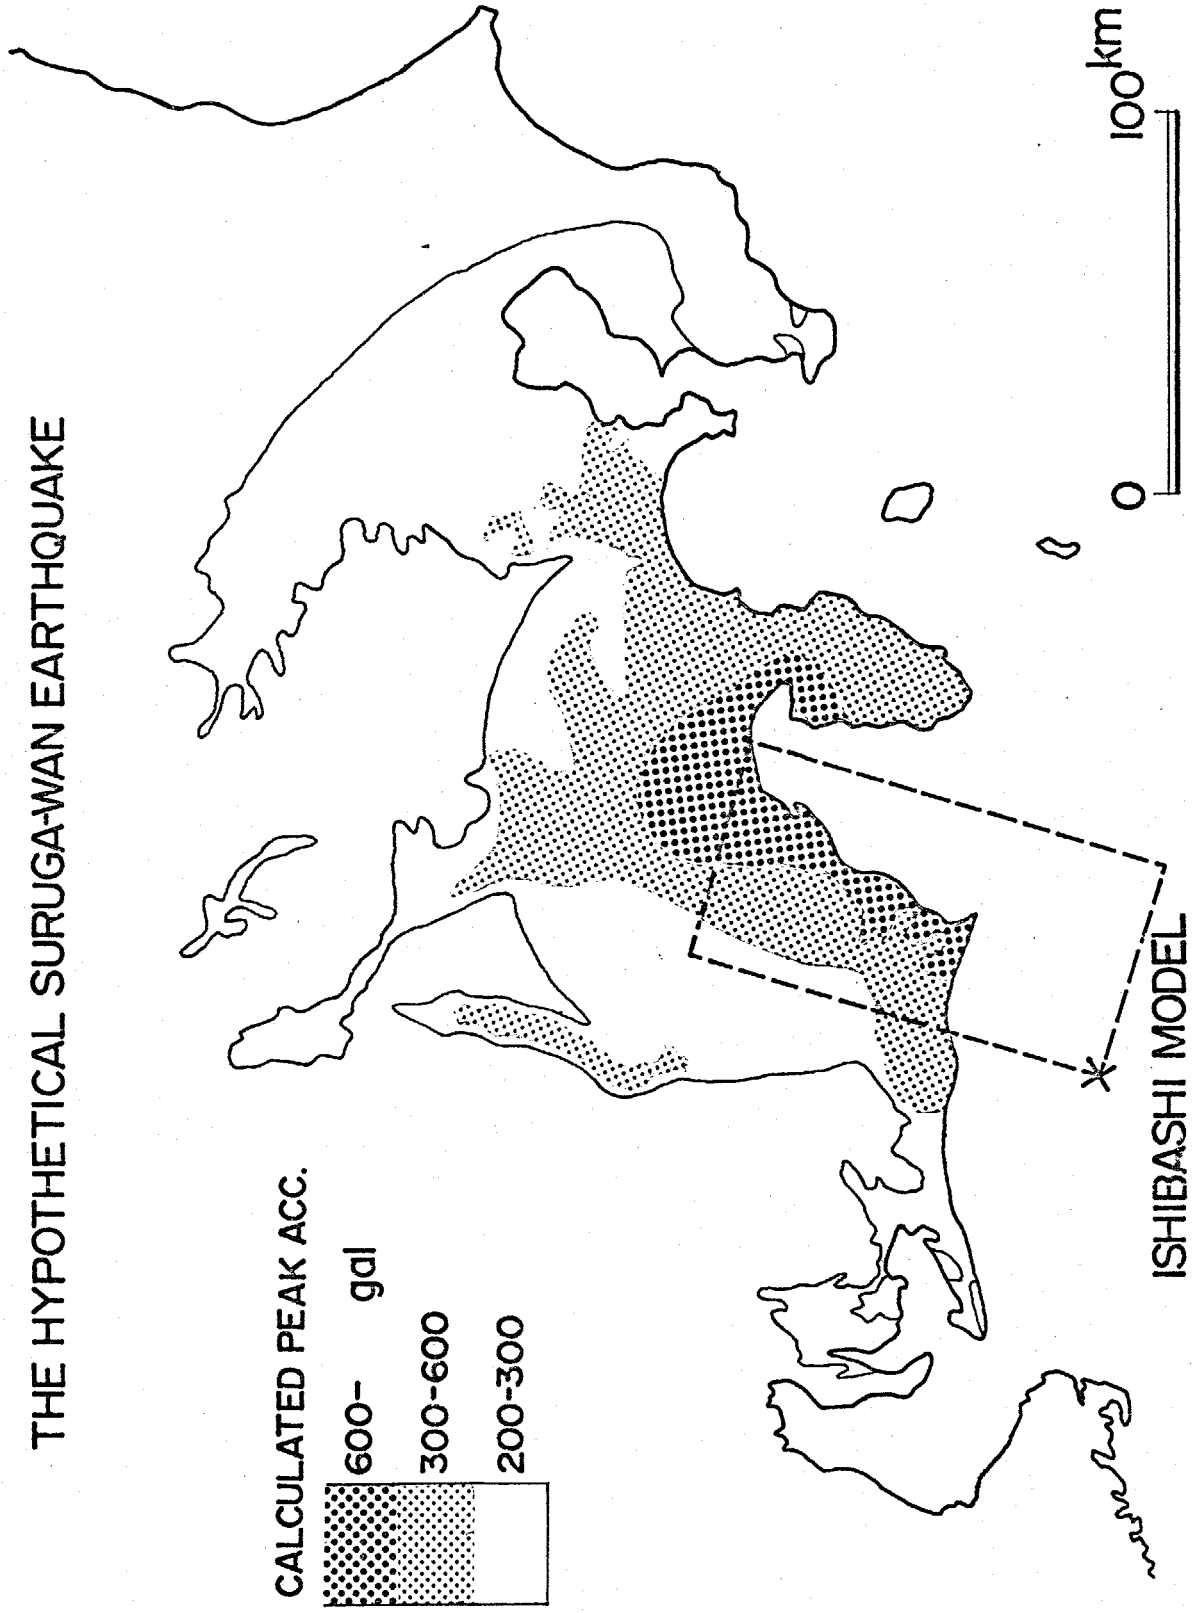 THE HYPOTHETICAL SURUGA-WAN EARTHQUAKE
CALCULATED PEAK ACC.
600- gal
300-600
200-300
ISHIBASHI MODEL
0 100km